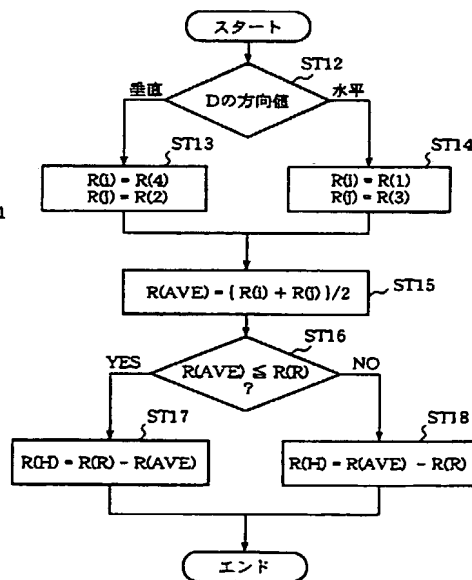 スタート
ST12
垂直
Dの方向値
水平
ST13
R(i) = R(4)
R(j) = R(2)
ST14
R(i) = R(1)
R(j) = R(3)
1
R(AVE) = { R(i) + R(j) }/2
ST15
ST16
YES
R(AVE) ≦ R(R)
?
NO
ST17
R(H) = R(R) - R(AVE)
ST18
R(H) = R(AVE) - R(R)
エンド